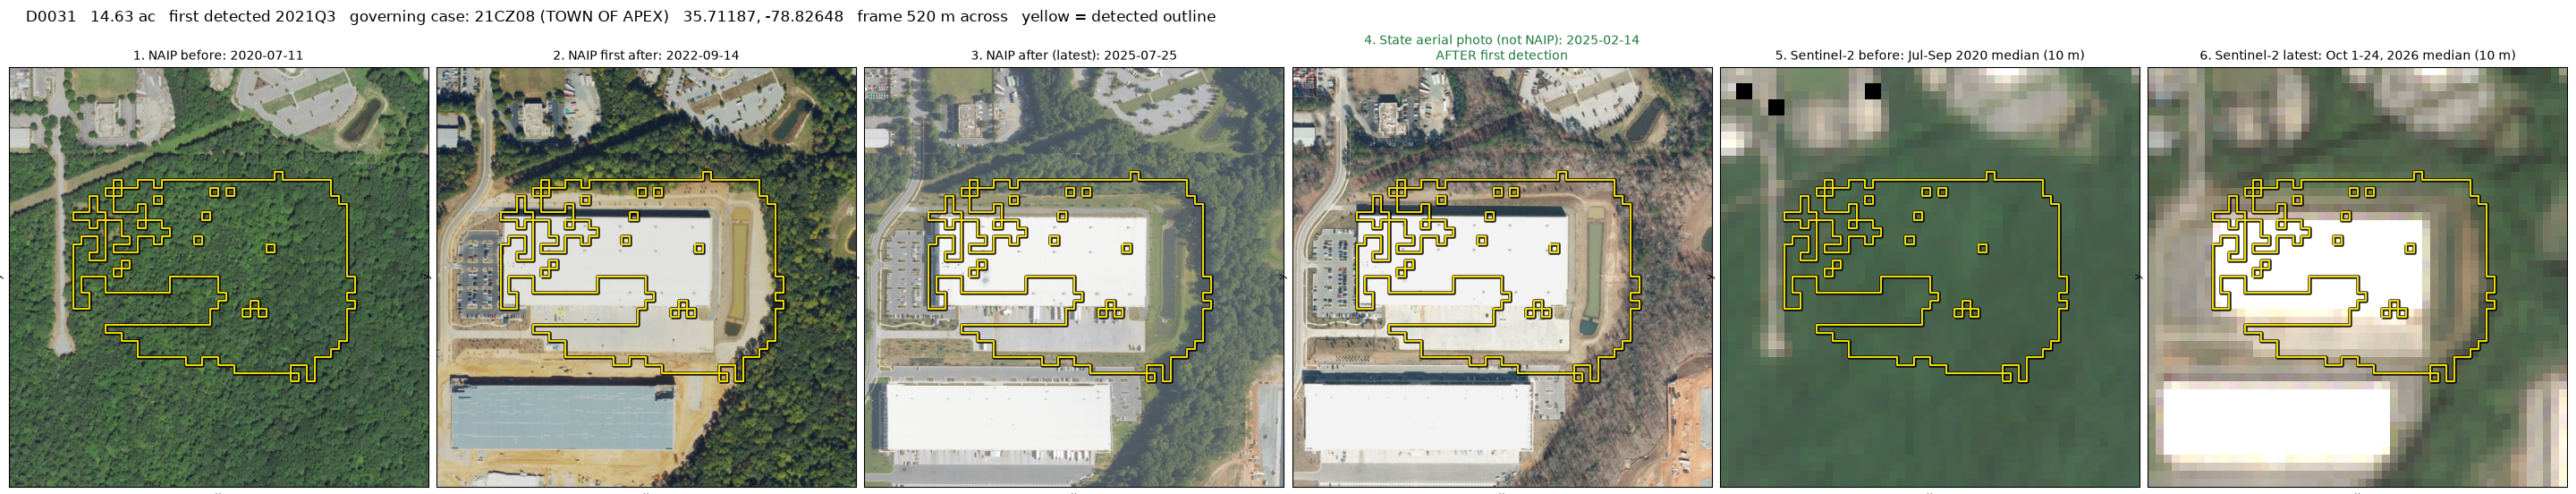 D0031   14.63 ac   first detected 2021Q3   governing case: 21CZ08 (TOWN OF APEX)   35.71187, -78.82648   frame 520 m across   yellow = detected outline
1. NAIP before: 2020-07-11
2. NAIP first after: 2022-09-14
3. NAIP after (latest): 2025-07-25
4. State aerial photo (not NAIP): 2025-02-14
AFTER first detection
5. Sentinel-2 before: Jul-Sep 2020 median (10 m)
6. Sentinel-2 latest: Oct 1-24, 2026 median (10 m)